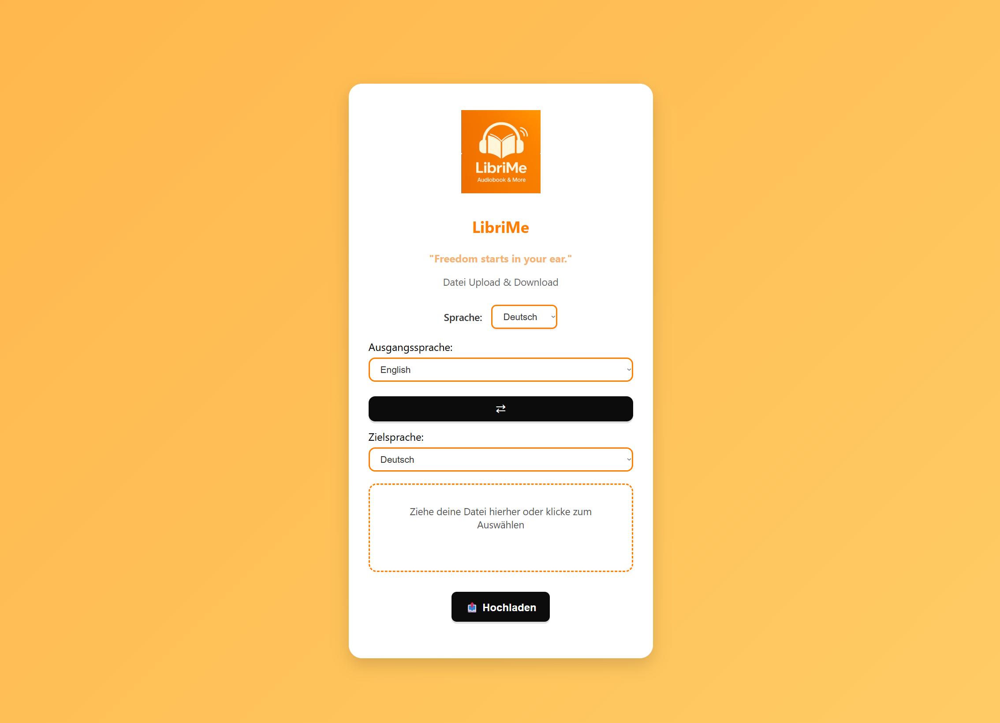 LibriMe
Audiobook & More
LibriMe
"Freedom starts in your ear."
Datei Upload & Download
Sprache: Deutsch
Ausgangssprache:
English
⇄
Zielsprache:
Deutsch
Ziehe deine Datei hierher oder klicke zum
Auswählen
📤 Hochladen